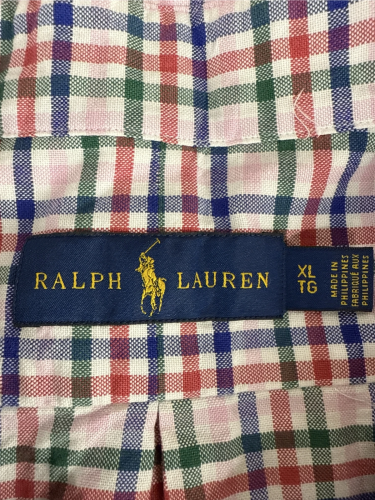 RALPH LAUREN
XL
TG
MADE IN
PHILIPPINES
FABRIQUÉ AUX
PHILIPPINES